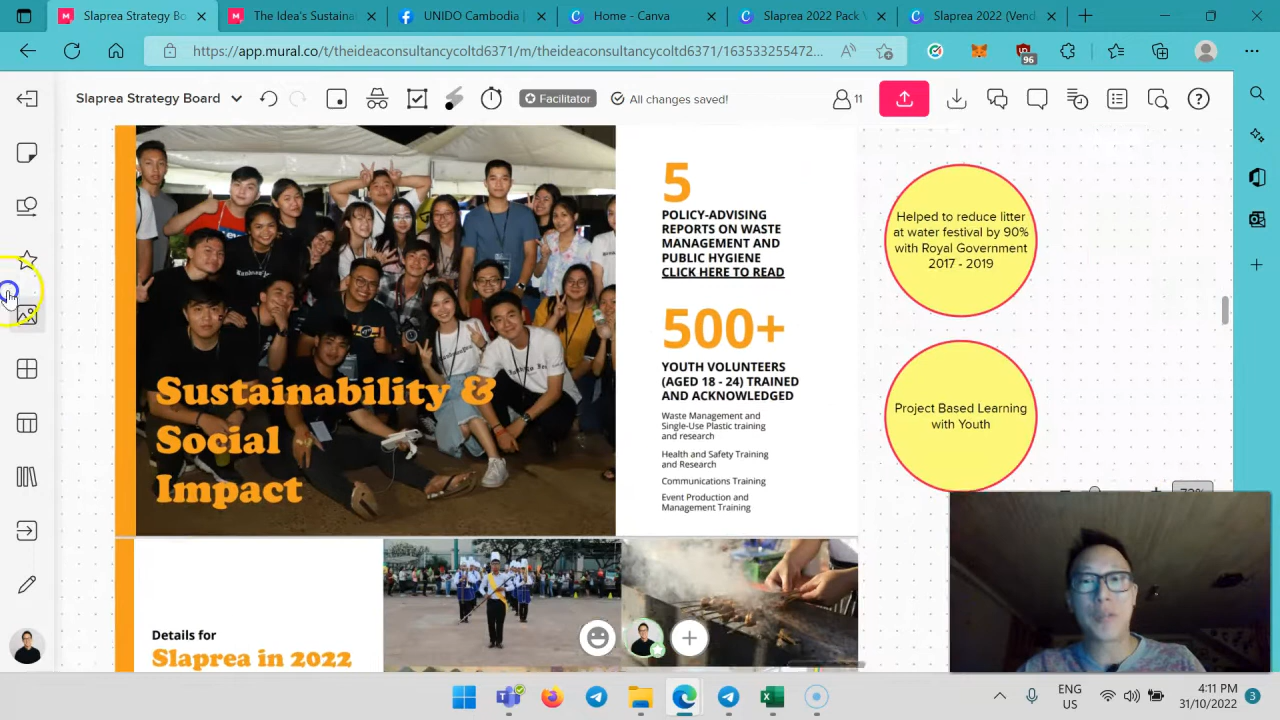 Slaprea Strategy Bo
The Idea's Sustaina
UNIDO Cambodia |
Home - Canva
Slaprea 2022 Pack \
Slaprea 2022 (Vend
https://app.mural.co/t/theideaconsultancycoltd6371/m/theideaconsultancycoltd6371/163533255472...
96
Slaprea Strategy Board
Facilitator
All changes saved!
11
5
POLICY-ADVISING
REPORTS ON WASTE
MANAGEMENT AND
PUBLIC HYGIENE
CLICK HERE TO READ
500+
YOUTH VOLUNTEERS
(AGED 18 - 24) TRAINED
AND ACKNOWLEDGED
Waste Management and
Single-Use Plastic training
and research
Health and Safety Training
and Research
Communications Training
Event Production and
Management Training
Sustainability &
Social
Impact
Helped to reduce litter
at water festival by 90%
with Royal Government
2017 - 2019
Project Based Learning
with Youth
Details for
Slaprea in 2022
ENG
US
4:11 PM
31/10/2022
3